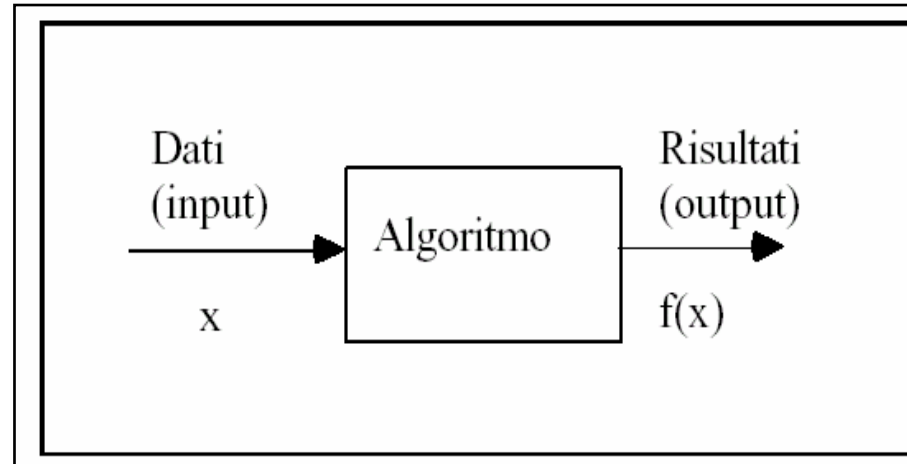 Dati
(input)
x
Algoritmo
Risultati
(output)
f(x)